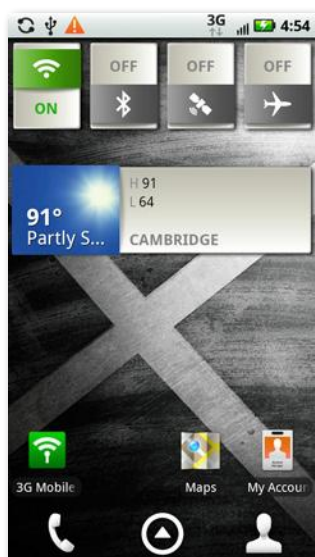 3G 4:54
OFF OFF OFF
ON
91°
Partly S...
H 91
L 64
CAMBRIDGE
3G Mobile Maps My Accour